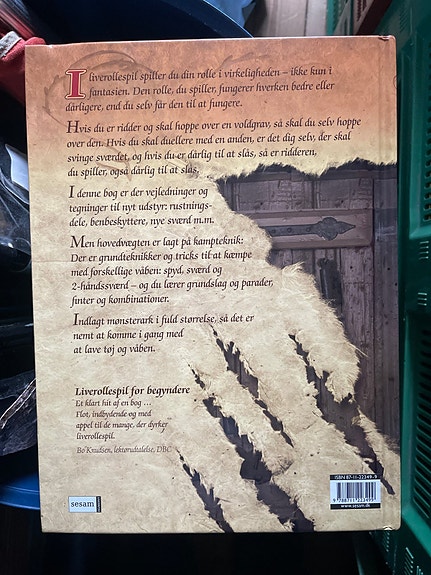 I liverollespil spiller du din rolle i virkeligheden – ikke kun i
fantasien. Den rolle, du spiller, fungerer hverken bedre eller
dårligere, end du selv får den til at fungere.
Hvis du er ridder og skal hoppe over en voldgrav, så skal du selv hoppe
over den. Hvis du skal duellere med en anden, er det dig selv, der skal
svinge sværdet, og hvis du er dårlig til at slås, så er ridderen,
du spiller, også dårlig til at slås.
I denne bog er der vejledninger og
tegninger til nyt udstyr: rustnings-
dele, benbeskyttere, nye sværd m.m.
Men hovedvægten er lagt på kampteknik:
Der er grundteknikker og tricks til at kæmpe
med forskellige våben: spyd, sværd og
2-håndssværd – og du lærer grundslag og parader,
finter og kombinationer.
Indlagt mønsterark i fuld størrelse, så det er
nemt at komme i gang med
at lave tøj og våben.
Liverollespil for begyndere
Et klart hit af en bog ...
Flot, indbydende og med
appel til de mange, der dyrker
liverollespil.
Bo Knudsen, lektørudtalelse, DBC
sesam
ISBN 87-11-22349-9
9 788711 223499
www.sesam.dk